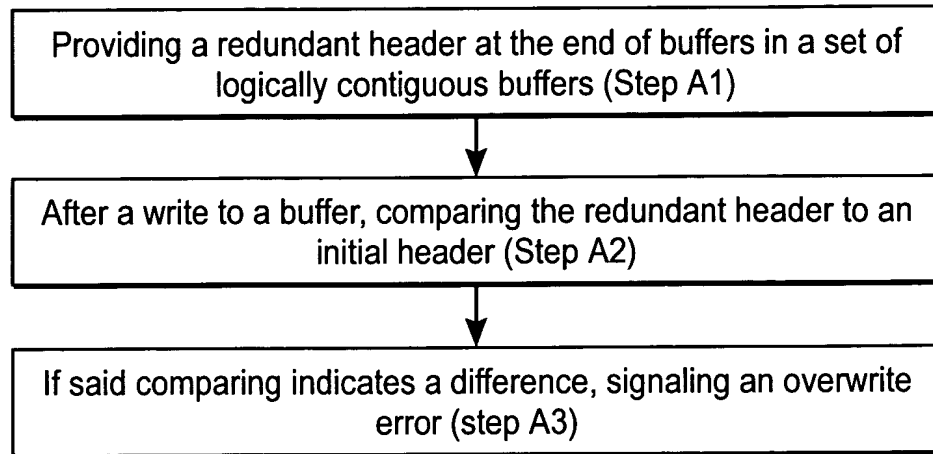 Providing a redundant header at the end of buffers in a set of
logically contiguous buffers (Step A1)
After a write to a buffer, comparing the redundant header to an
initial header (Step A2)
If said comparing indicates a difference, signaling an overwrite
error (step A3)